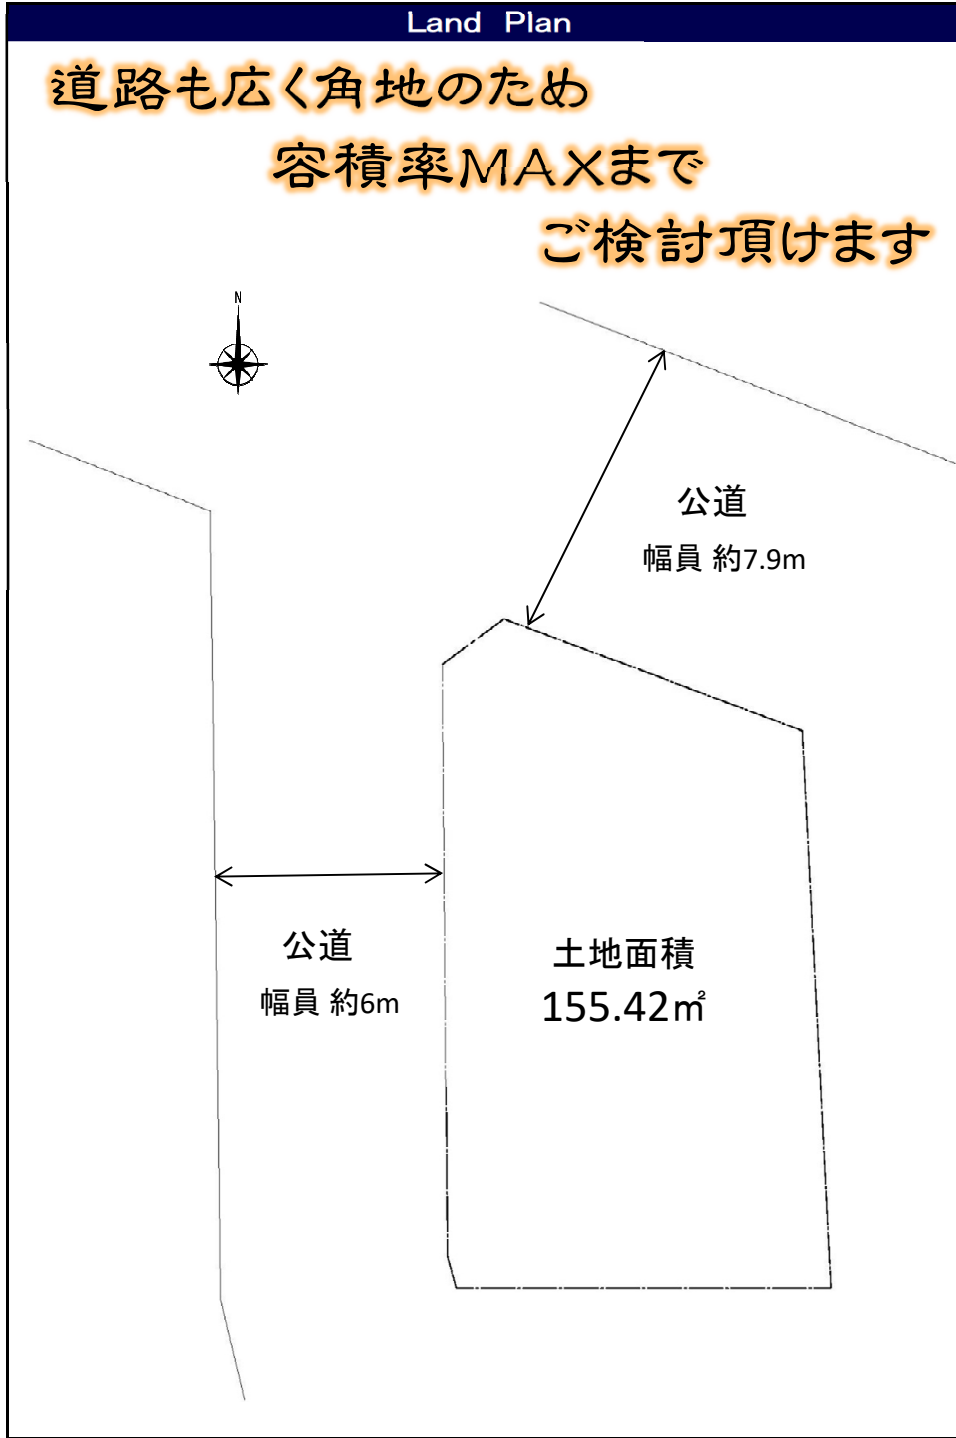 Land Plan
道路も広く角地のため
容積率MAXまで
ご検討頂けます
N
公道
幅員 約7.9m
公道
幅員 約6m
土地面積
155.42㎡